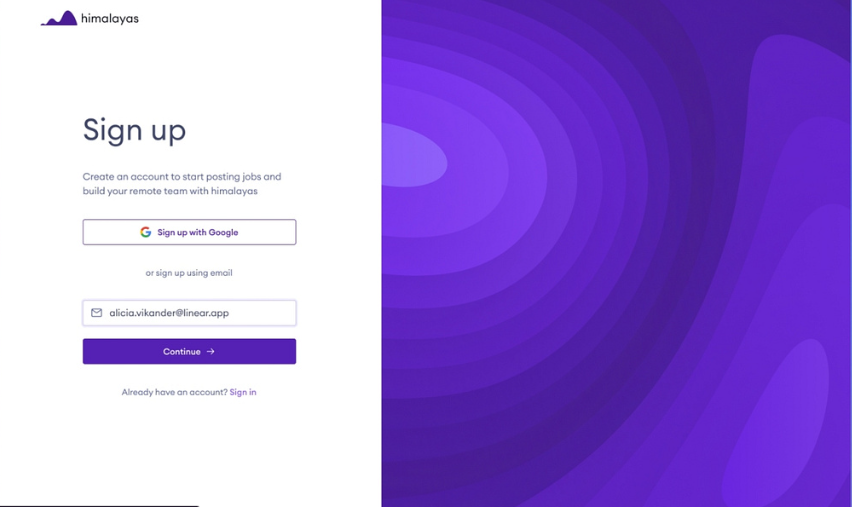 himalayas
Sign up
Create an account to start posting jobs and
build your remote team with himalayas
Sign up with Google
or sign up using email
alicia.vikander@linear.app
Continue →
Already have an account? Sign in